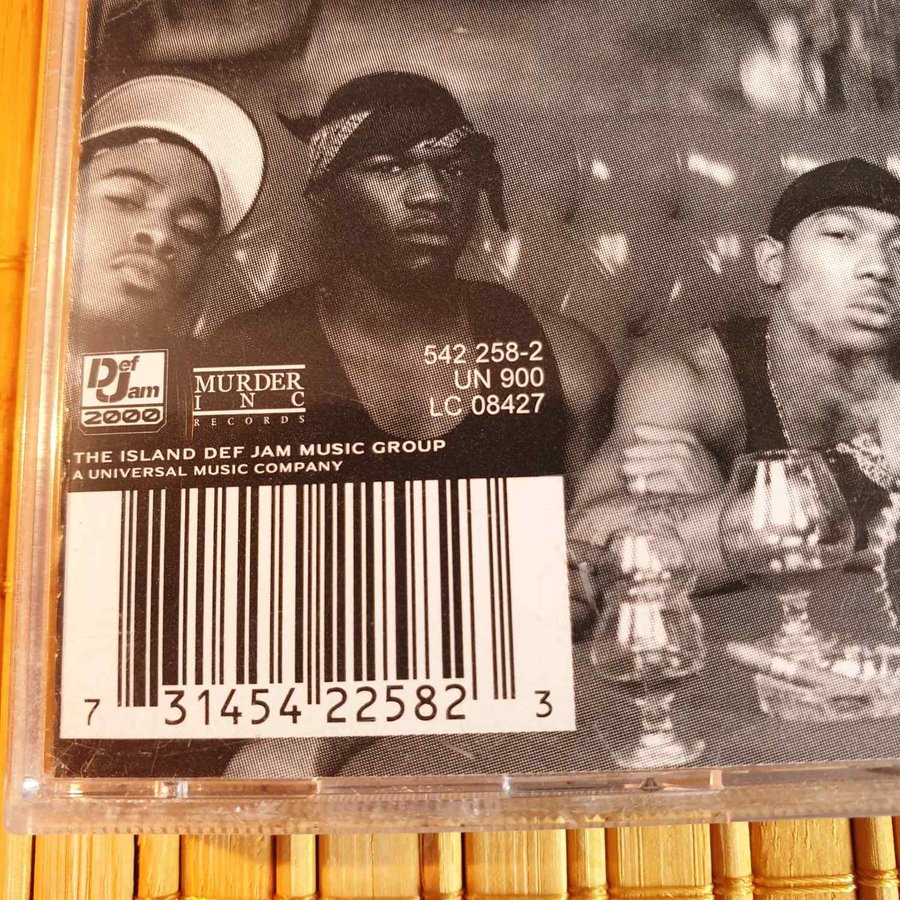 Def
Jam
2000
MURDER
INC
RECORDS
542 258-2
UN 900
LC 08427
THE ISLAND DEF JAM MUSIC GROUP
A UNIVERSAL MUSIC COMPANY
7 31454 22582 3